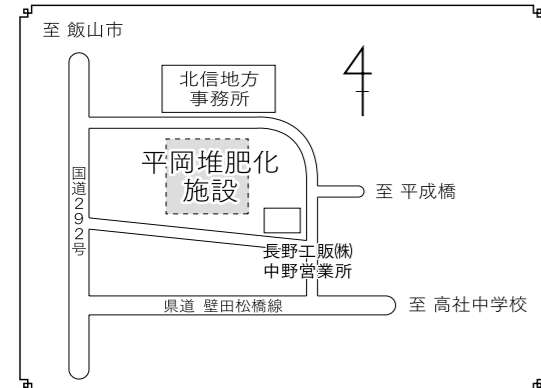 至 飯山市
北信地方
事務所
平岡堆肥化
施設
国道292号
至 平成橋
長野工販㈱
中野営業所
県道 壁田松橋線
至 高社中学校